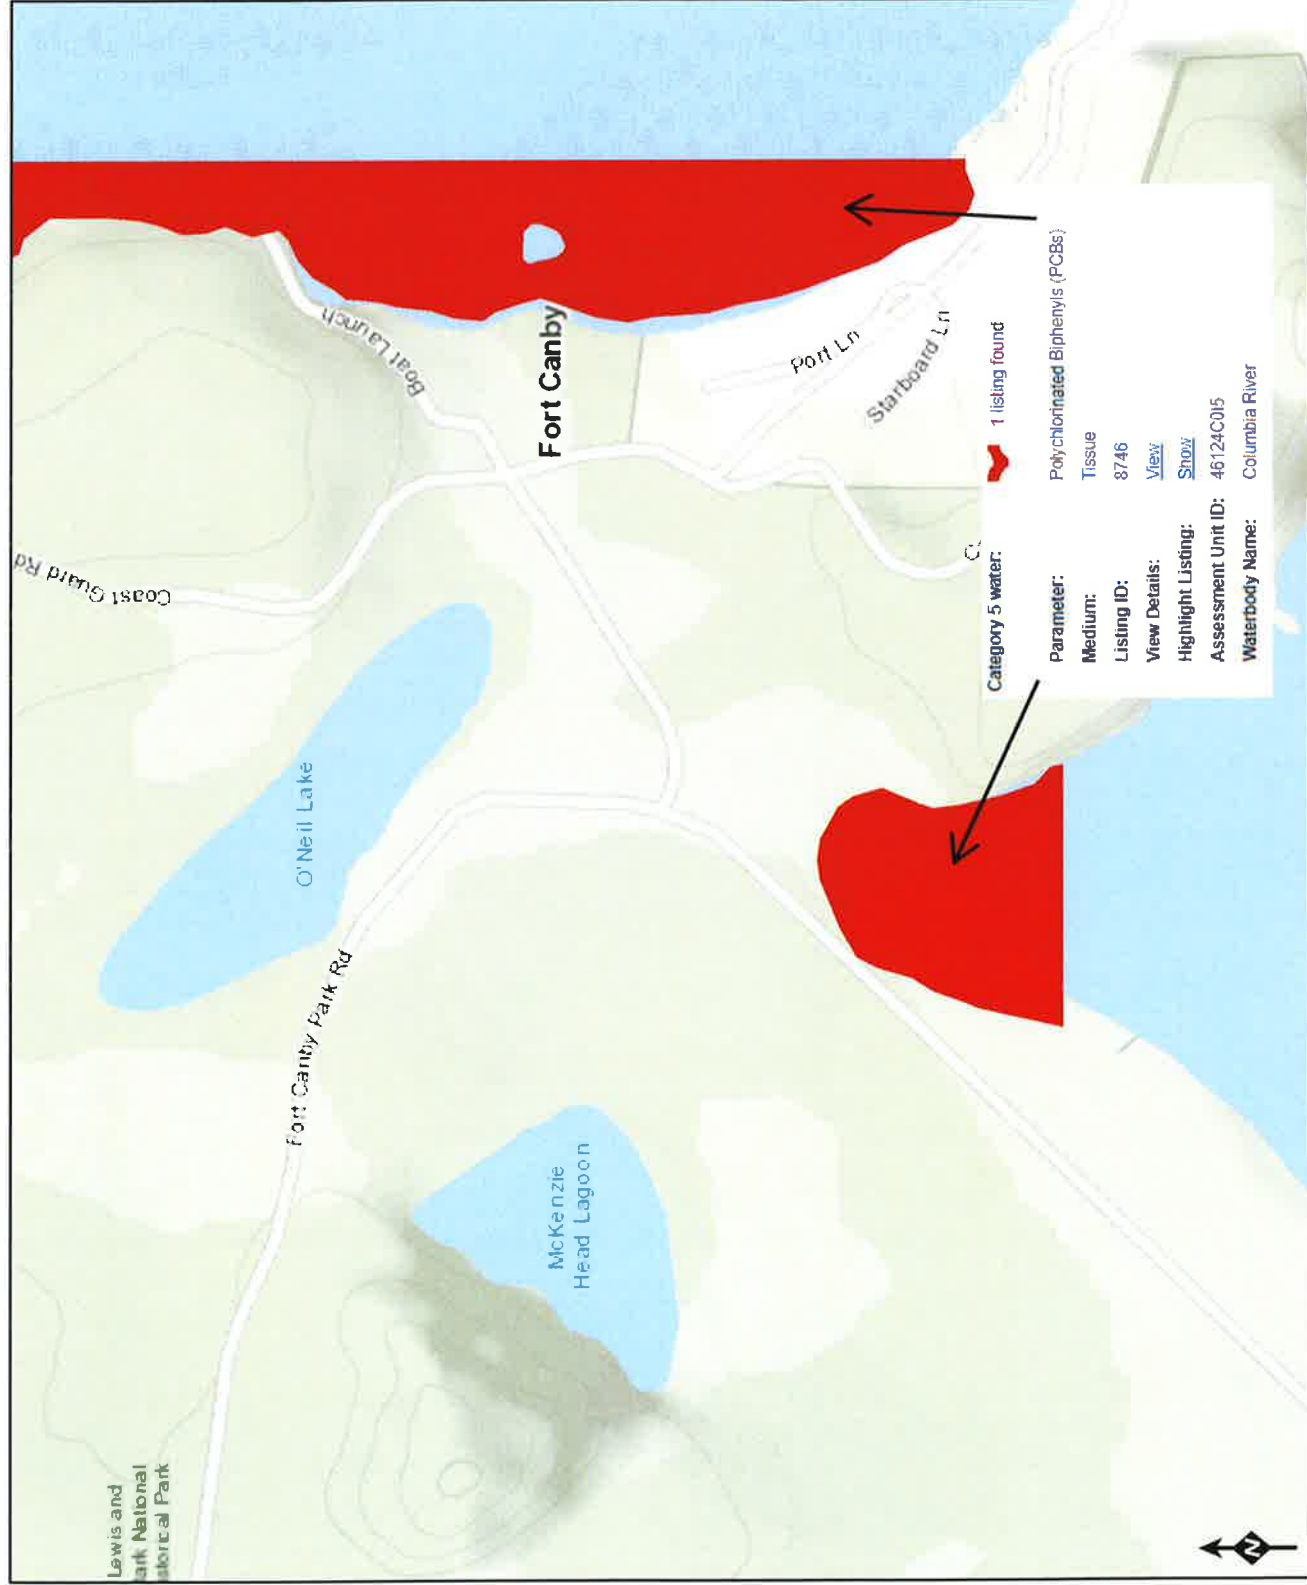 Lewis and
ark National
storical Park
Coast Guard Rd
O'Neil Lake
Boat Launch
Fort Canby Park Rd
Fort Canby
McKenzie
Head Lagoon
Port Ln
Starboard Ln
Category 5 water: 1 listing found
Parameter: Polychlorinated Biphenyls (PCBs)
Medium: Tissue
Listing ID: 8746
View Details: View
Highlight Listing: Show
Assessment Unit ID: 46124C0I5
Waterbody Name: Columbia River
N